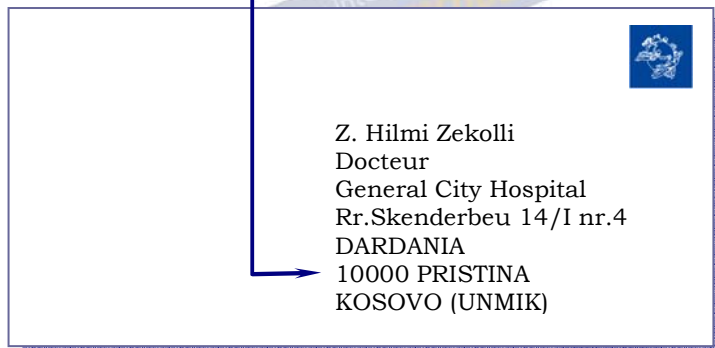 Z. Hilmi Zekolli
Docteur
General City Hospital
Rr.Skenderbeu 14/I nr.4
DARDANIA
10000 PRISTINA
KOSOVO (UNMIK)